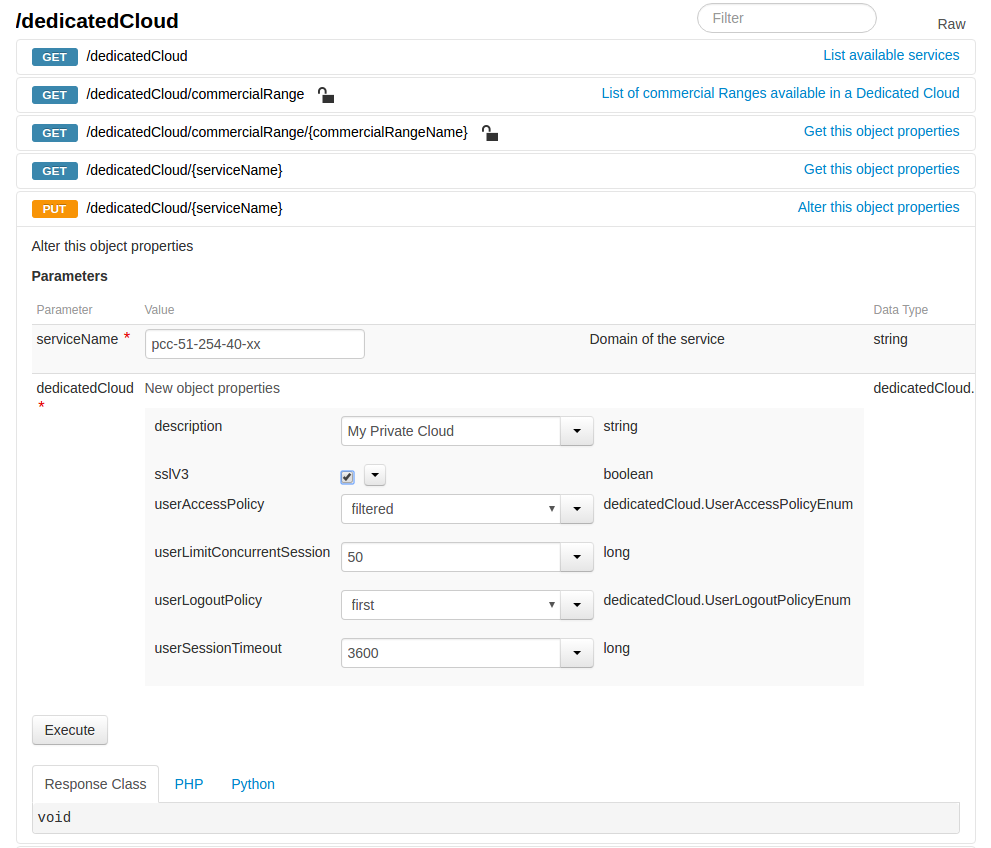 /dedicatedCloud
Filter
Raw
GET /dedicatedCloud List available services
GET /dedicatedCloud/commercialRange List of commercial Ranges available in a Dedicated Cloud
GET /dedicatedCloud/commercialRange/{commercialRangeName} Get this object properties
GET /dedicatedCloud/{serviceName} Get this object properties
PUT /dedicatedCloud/{serviceName} Alter this object properties
Alter this object properties
Parameters
Parameter Value Data Type
serviceName * pcc-51-254-40-xx Domain of the service string
dedicatedCloud New object properties dedicatedCloud.
*
description My Private Cloud string
sslV3 boolean
userAccessPolicy filtered dedicatedCloud.UserAccessPolicyEnum
userLimitConcurrentSession 50 long
userLogoutPolicy first dedicatedCloud.UserLogoutPolicyEnum
userSessionTimeout 3600 long
Execute
Response Class PHP Python
void